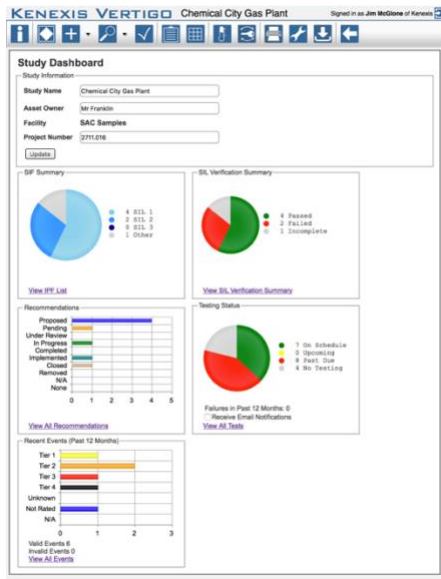 KENEXIS VERTIGO Chemical City Gas Plant Signed in as Jim McGlone of Kenexis
Study Dashboard
Study Information
Study Name Chemical City Gas Plant
Asset Owner Mr Franklin
Facility SAC Samples
Project Number 2711.016
Update
SIF Summary
4 SIL 1
2 SIL 2
0 SIL 3
1 Other
View IPF List
SIL Verification Summary
4 Passed
2 Failed
1 Incomplete
View SIL Verification Summary
Recommendations
Proposed
Pending
Under Review
In Progress
Completed
Implemented
Closed
Removed
N/A
None
0 1 2 3 4 5
View All Recommendations
Testing Status
7 On Schedule
0 Upcoming
8 Past Due
4 No Testing
Failures in Past 12 Months: 0
Receive Email Notifications
View All Tests
Recent Events (Past 12 Months)
Tier 1
Tier 2
Tier 3
Tier 4
Unknown
Not Rated
N/A
0 1 2 3
Valid Events 6
Invalid Events 0
View All Events